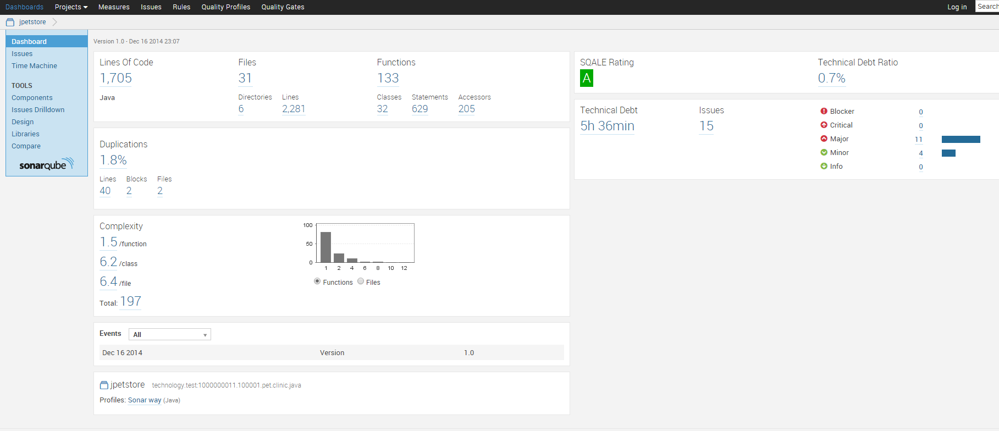 Dashboards Projects Measures Issues Rules Quality Profiles Quality Gates Log in Search
jpetstore
Dashboard
Issues
Time Machine
TOOLS
Components
Issues Drilldown
Design
Libraries
Compare
sonarqube
Version 1.0 - Dec 16 2014 23:07
Lines Of Code Files Functions
1,705 31 133
Java
Directories Lines Classes Statements Accessors
6 2,281 32 629 205
Duplications
1.8%
Lines Blocks Files
40 2 2
Complexity
1.5 /function
6.2 /class
6.4 /file
Total: 197
100
50
0
1 2 4 6 8 10 12
Functions Files
Events All
Dec 16 2014 Version 1.0
jpetstore technology.test:1000000011.100001.pet.clinic.java
Profiles: Sonar way (Java)
SQALE Rating Technical Debt Ratio
A 0.7%
Technical Debt Issues
5h 36min 15
Blocker 0
Critical 0
Major 11
Minor 4
Info 0